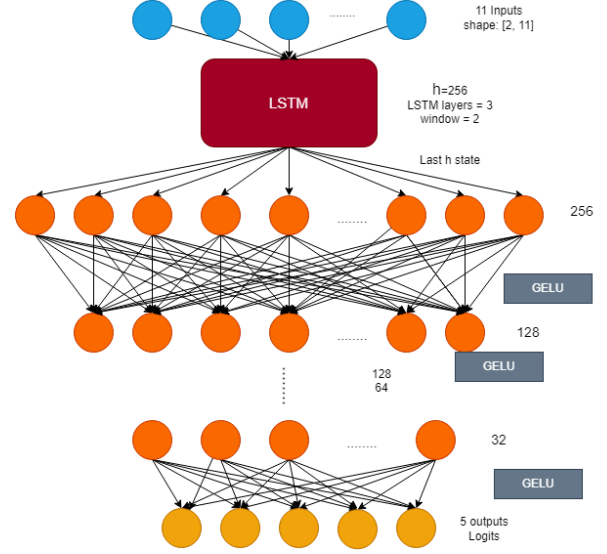 11 Inputs
shape: [2, 11]
LSTM
h=256
LSTM layers = 3
window = 2
Last h state
256
GELU
128
GELU
128
64
32
GELU
5 outputs
Logits